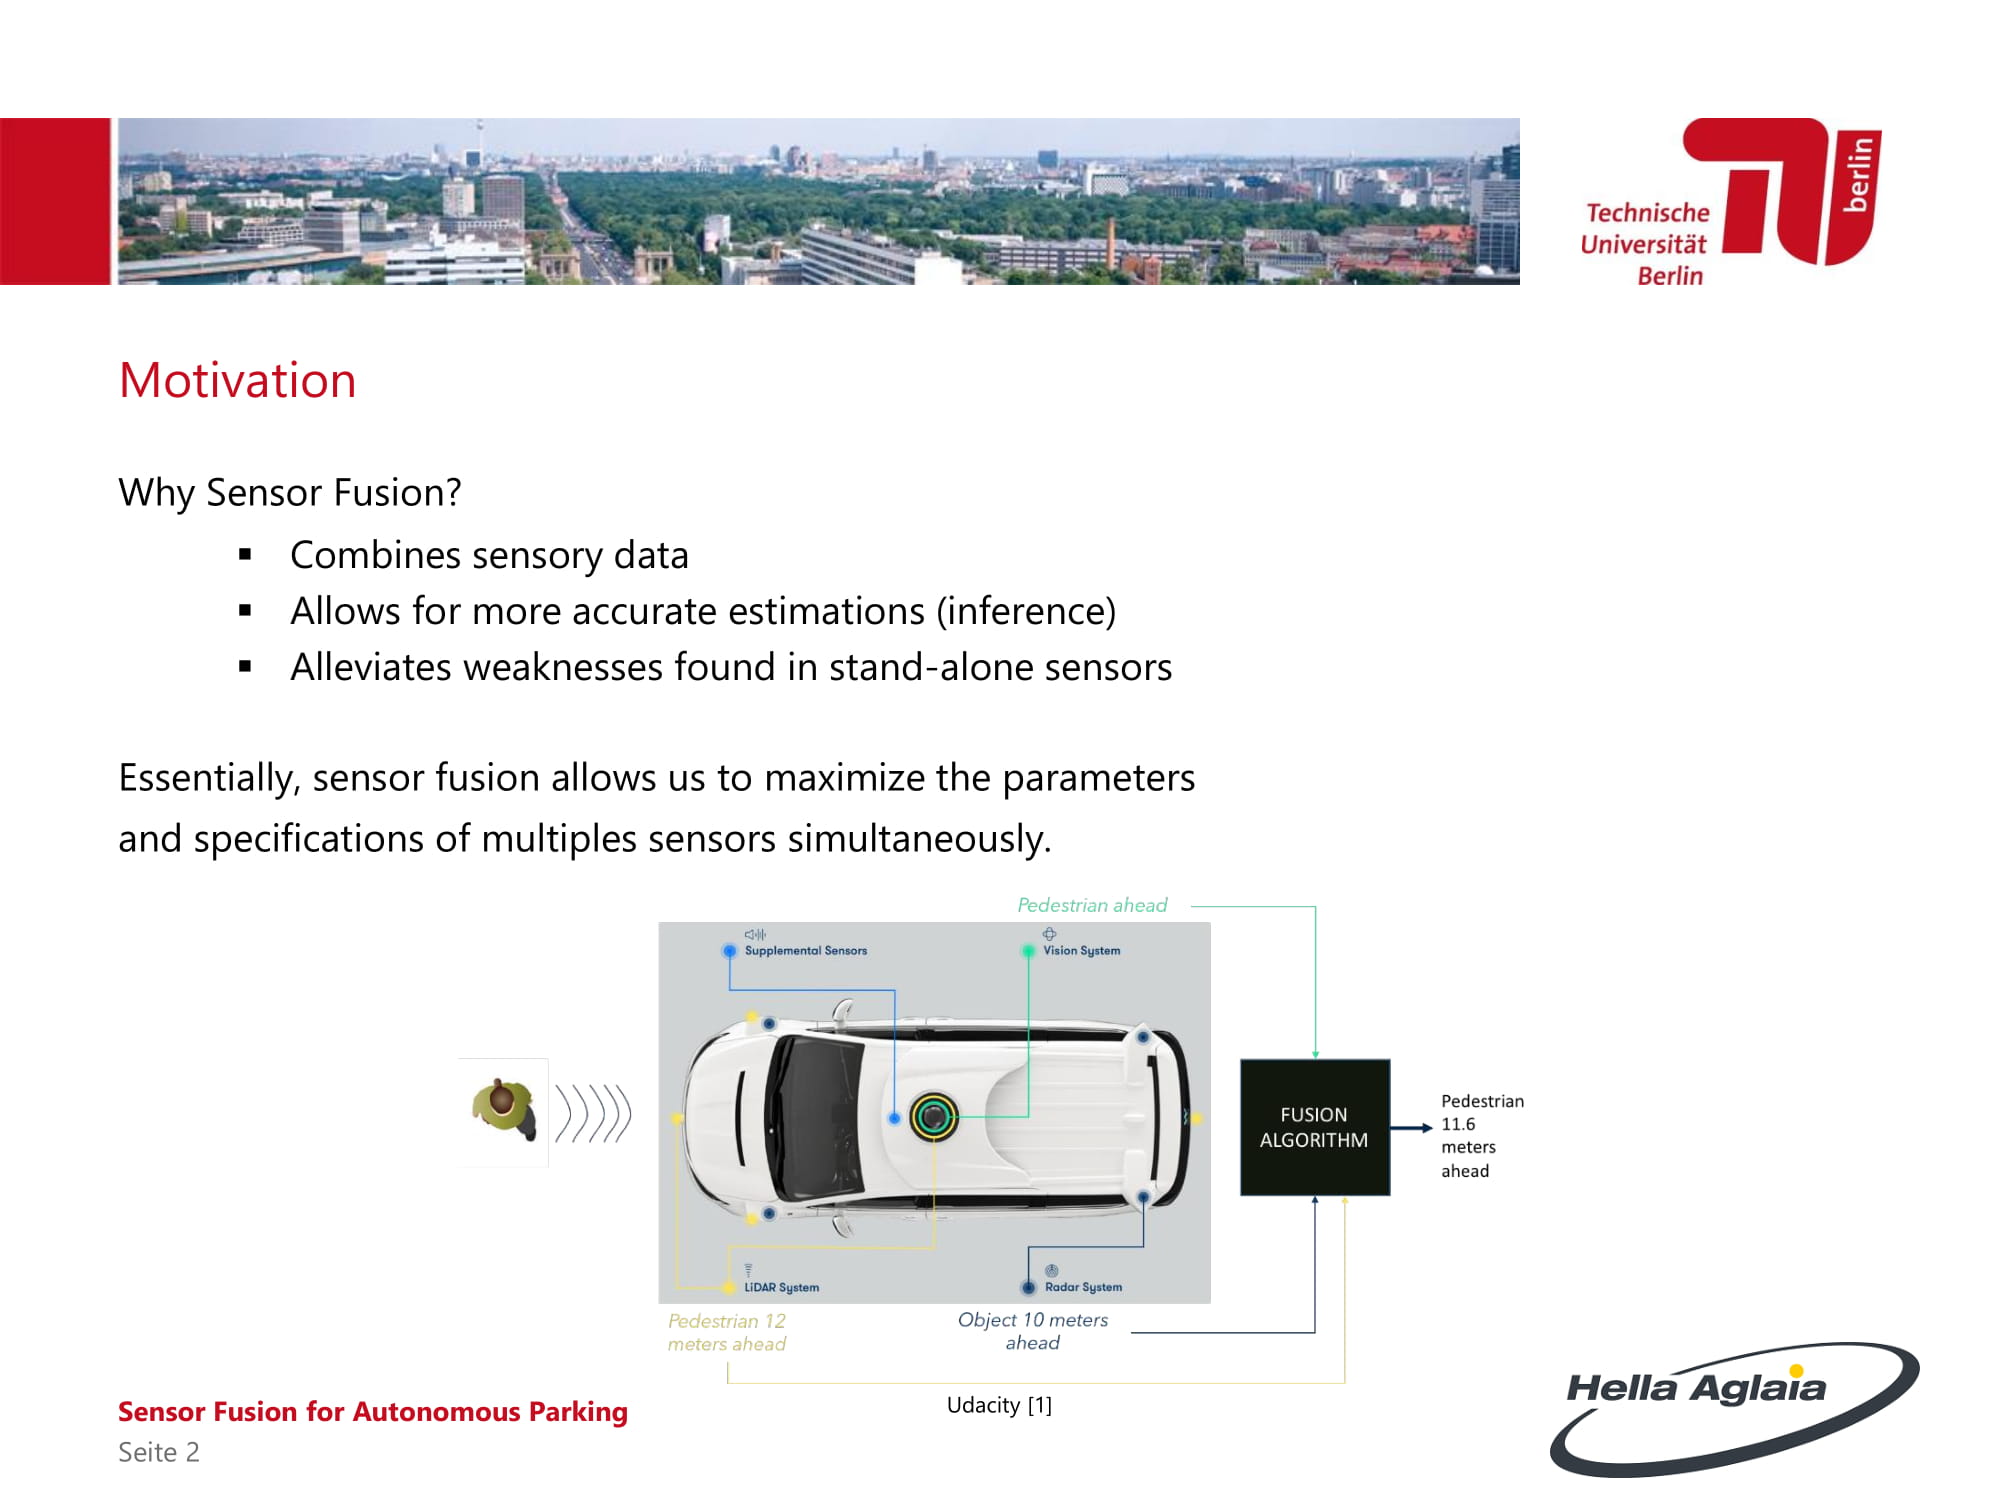 Technische
Universität
Berlin
berlin
Motivation
Why Sensor Fusion?
▪ Combines sensory data
▪ Allows for more accurate estimations (inference)
▪ Alleviates weaknesses found in stand-alone sensors
Essentially, sensor fusion allows us to maximize the parameters
and specifications of multiples sensors simultaneously.
Pedestrian ahead
Supplemental Sensors
Vision System
FUSION
ALGORITHM
Pedestrian
11.6
meters
ahead
LiDAR System
Radar System
Pedestrian 12
meters ahead
Object 10 meters
ahead
Udacity [1]
Sensor Fusion for Autonomous Parking
Seite 2
Hella Aglaia